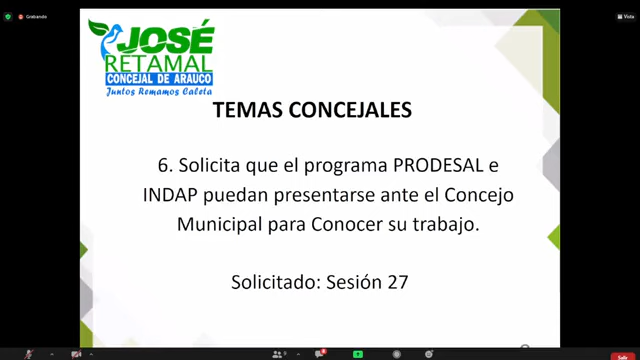 Grabando
Vista
JOSÉ
RETAMAL
CONCEJAL DE ARAUCO
Juntos Remamos Caleta
TEMAS CONCEJALES
6. Solicita que el programa PRODESAL e
INDAP puedan presentarse ante el Concejo
Municipal para Conocer su trabajo.
Solicitado: Sesión 27
Salir